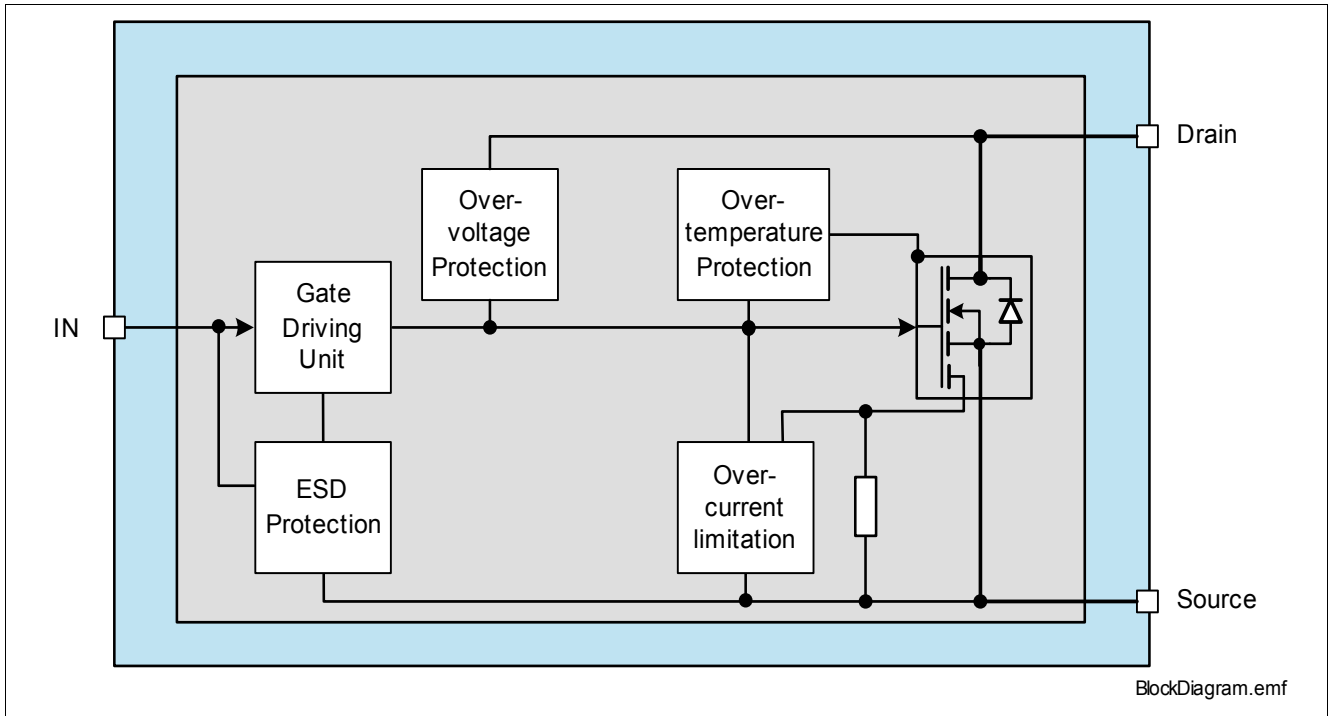 Drain
Over-
voltage
Protection
Over-
temperature
Protection
IN
Gate
Driving
Unit
ESD
Protection
Over-
current
limitation
Source
BlockDiagram.emf